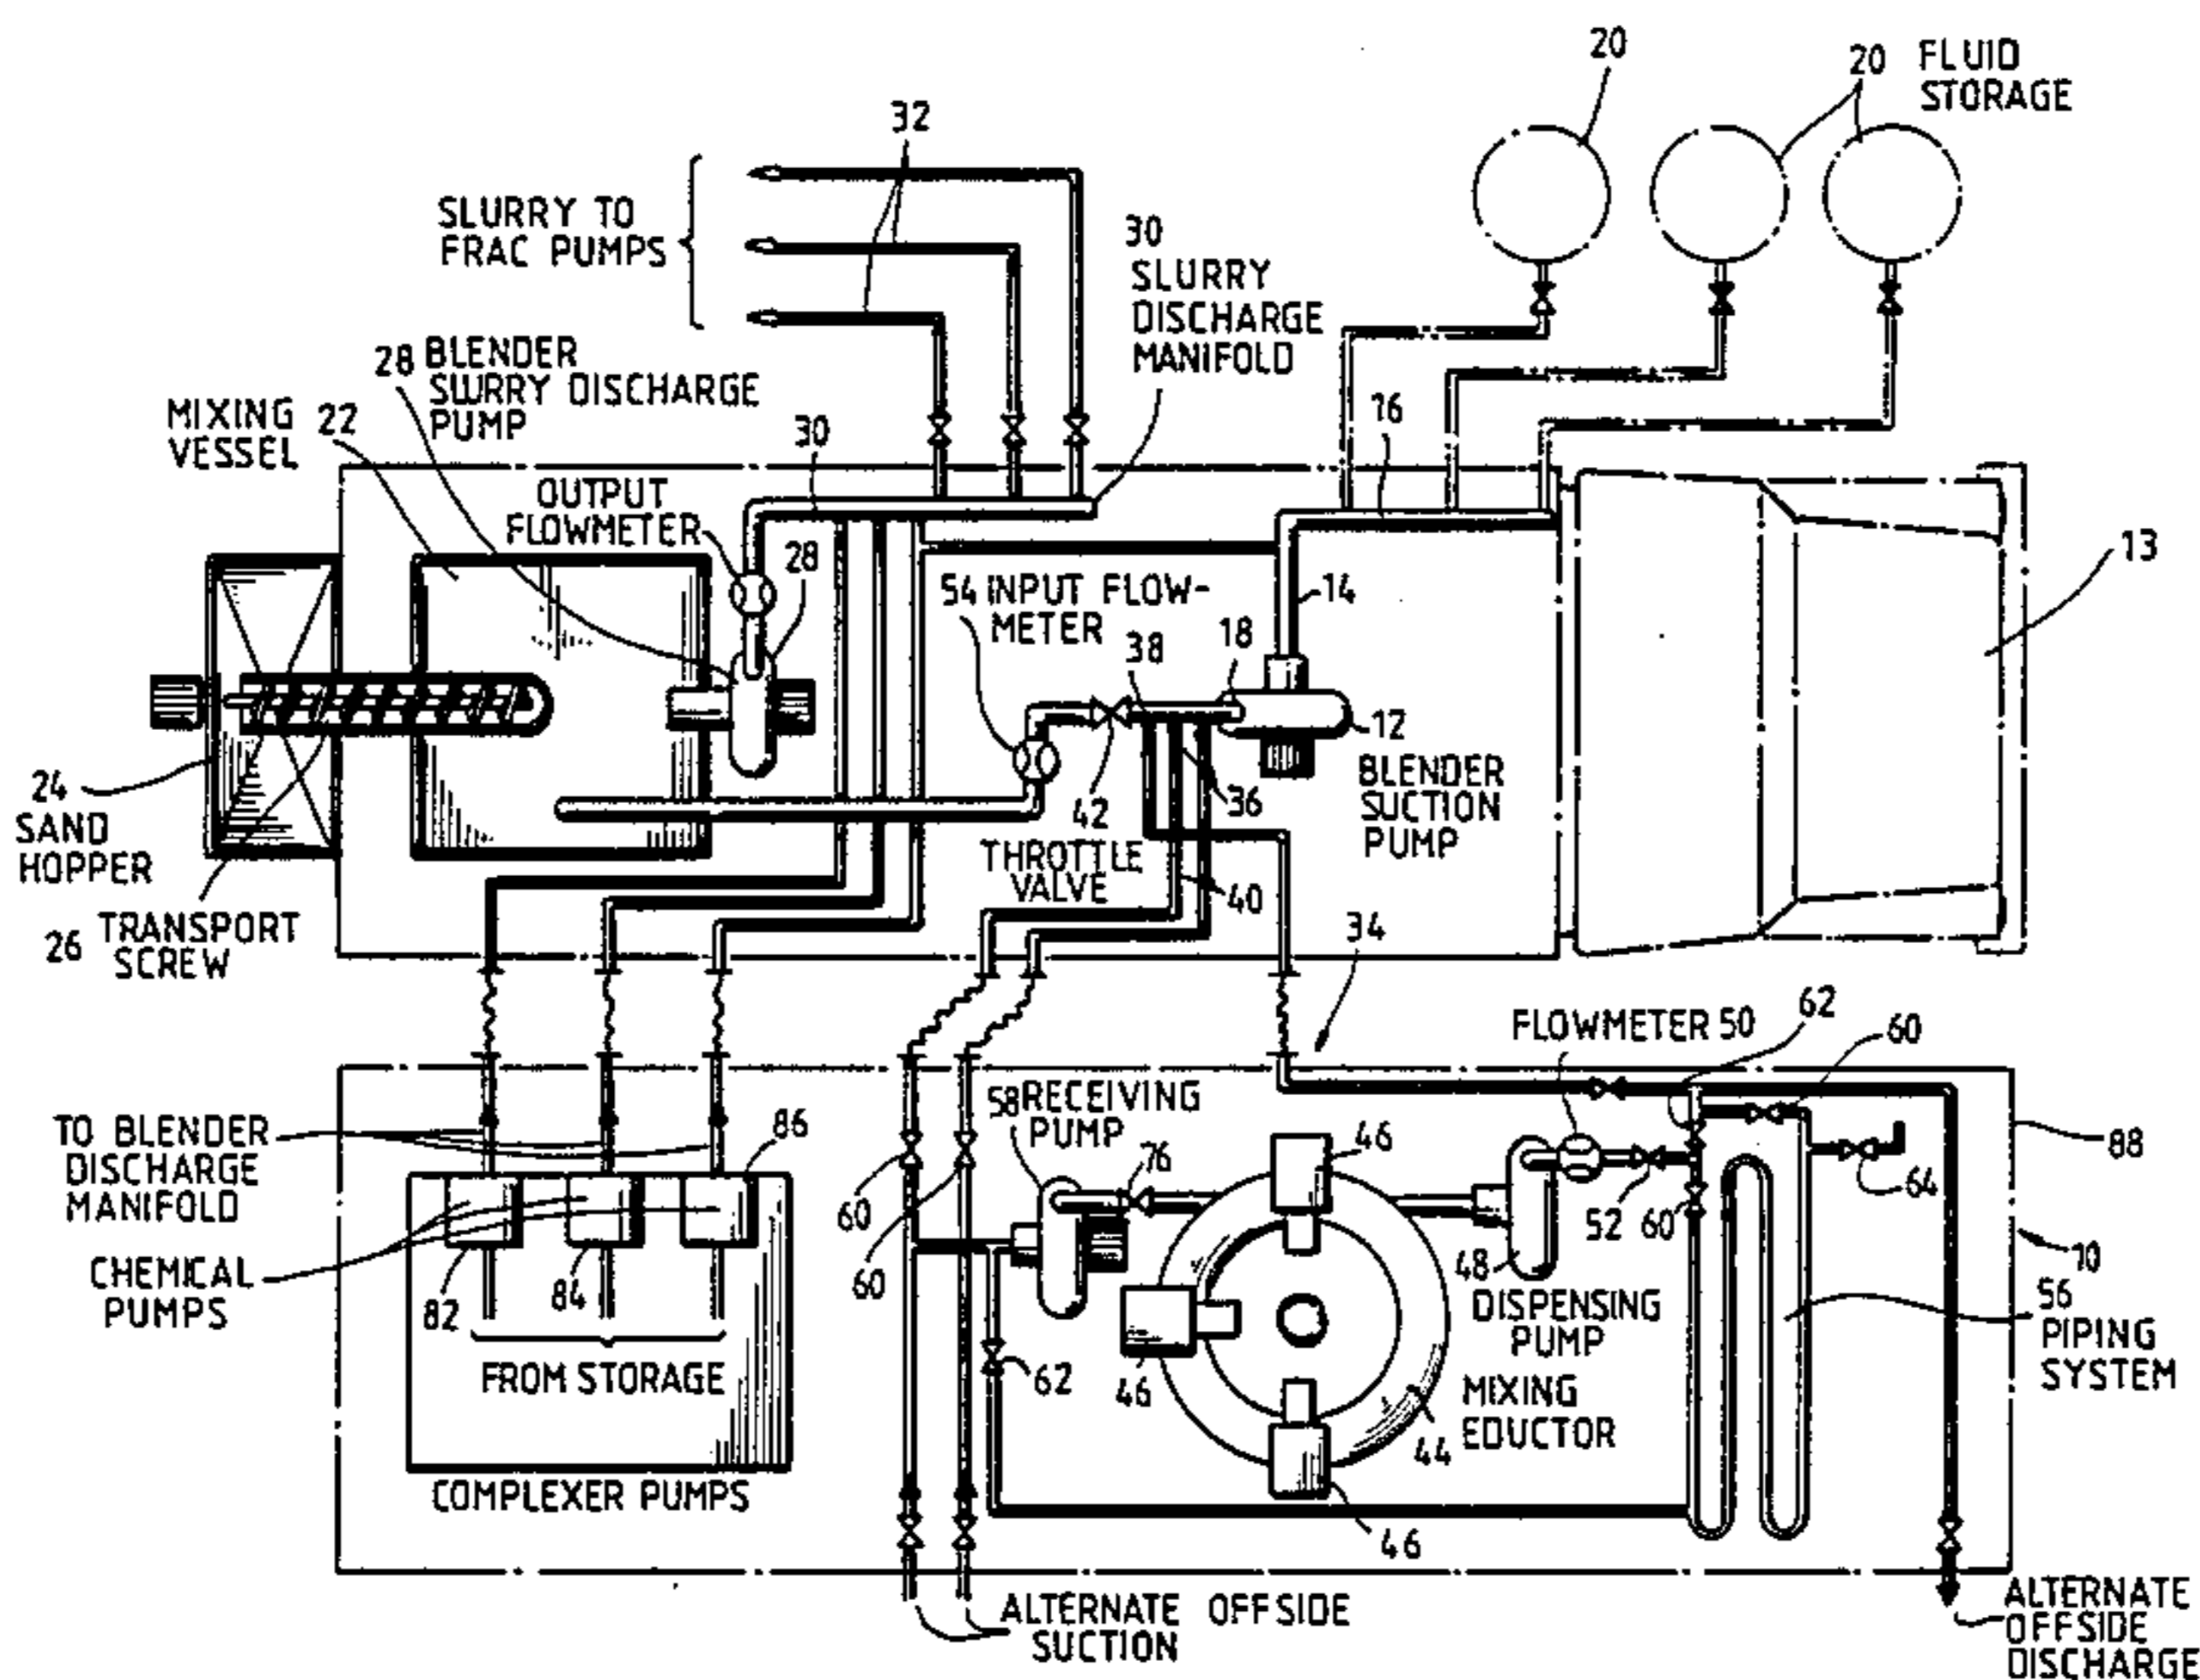 20
20 FLUID
STORAGE
32
SLURRY TO
FRAC PUMPS
30
SLURRY
DISCHARGE
MANIFOLD
28 BLENDER
SLURRY DISCHARGE
PUMP
MIXING
VESSEL
22
30
16
OUTPUT
FLOWMETER
28
54 INPUT FLOW-
METER
14
13
38
18
12
BLENDER
SUCTION
PUMP
42
36
THROTTLE
VALVE
40
24
SAND
HOPPER
26 TRANSPORT
SCREW
34
FLOWMETER 50
62
60
58 RECEIVING
PUMP
76
46
TO BLENDER
DISCHARGE
MANIFOLD
86
88
60
60
52
60
64
70
CHEMICAL
PUMPS
82
84
48
DISPENSING
PUMP
56
PIPING
SYSTEM
FROM STORAGE
62
46
MIXING
EDUCTOR
44
46
COMPLEXER PUMPS
ALTERNATE OFFSIDE
SUCTION
ALTERNATE
OFFSIDE
DISCHARGE